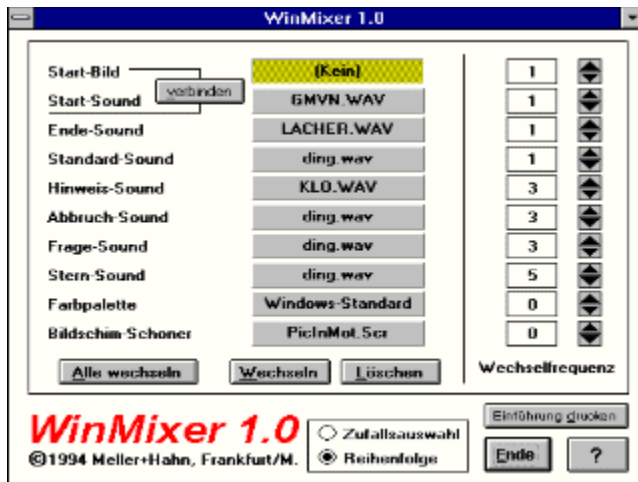 WinMixer 1.0
Start-Bild (Kein) 1
verbinden
Start-Sound GMVN.WAV 1
Ende-Sound LACHER.WAV 1
Standard-Sound ding.wav 1
Hinweis-Sound KLO.WAV 3
Abbruch-Sound ding.wav 3
Frage-Sound ding.wav 3
Stern-Sound ding.wav 5
Farbpalette Windows-Standard 0
Bildschim-Schoner PicInMot.Scr 0
Alle wechseln Wechseln Löschen Wechselfrequenz
WinMixer 1.0
©1994 Meller+Hahn, Frankfurt/M.
Zufallsauswahl
Reihenfolge
Einführung drucken
Ende ?